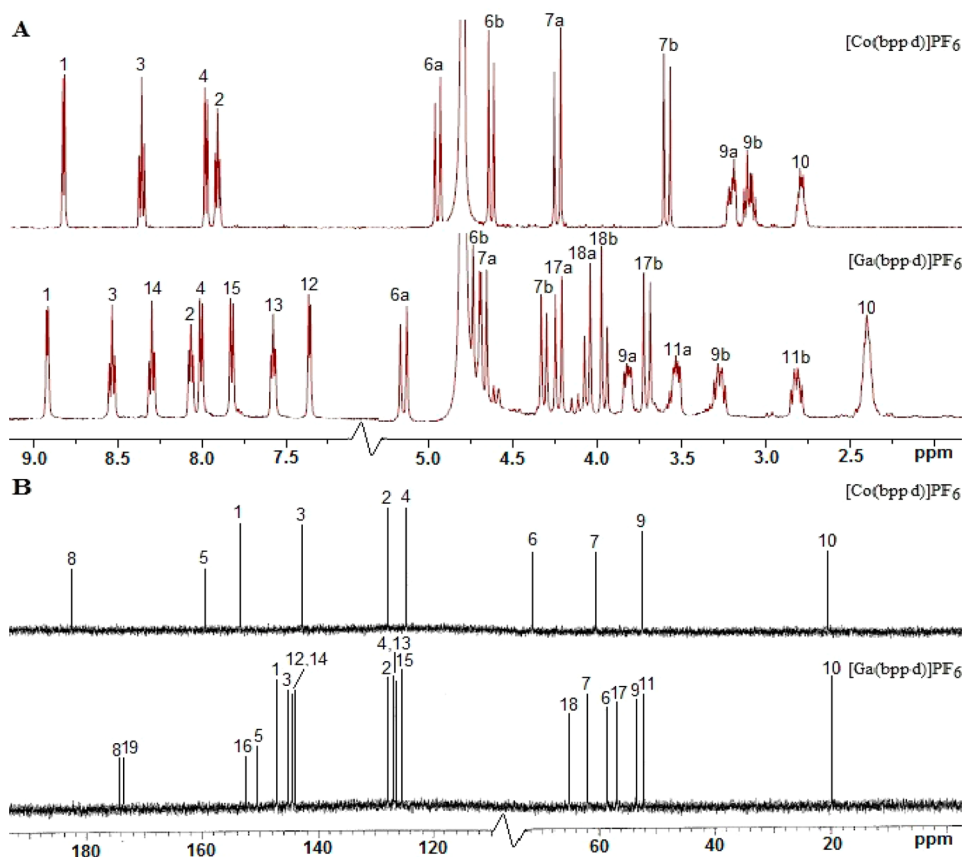 A
[Co(bpp·d)]PF6
1 3 4 2 6a 6b 7a 7b 9a 9b 10
[Ga(bpp·d)]PF6
1 3 14 2 4 15 13 12 6a 6b 7a 7b 17a 18a 18b 17b 9a 11a 9b 11b 10
9.0 8.5 8.0 7.5 5.0 4.5 4.0 3.5 3.0 2.5 ppm
B
[Co(bpp·d)]PF6
8 5 1 3 2 4 6 7 9 10
[Ga(bpp·d)]PF6
8 19 16 5 1 3 12,14 2 4,13 15 18 7 6 17 9 11 10
180 160 140 120 60 40 20 ppm